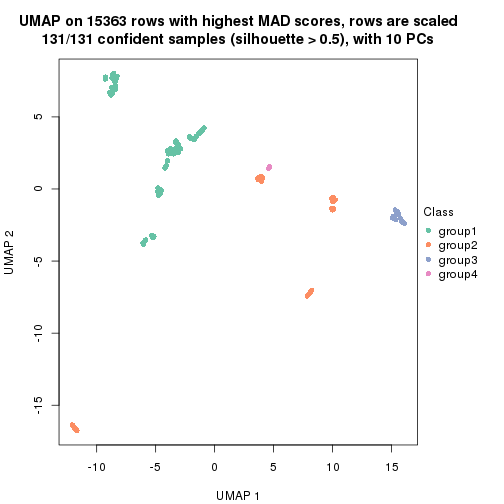 UMAP on 15363 rows with highest MAD scores, rows are scaled
131/131 confident samples (silhouette > 0.5), with 10 PCs
5
0
-5
-10
-15
UMAP 2
-10
-5
0
5
10
15
UMAP 1
Class
group1
group2
group3
group4